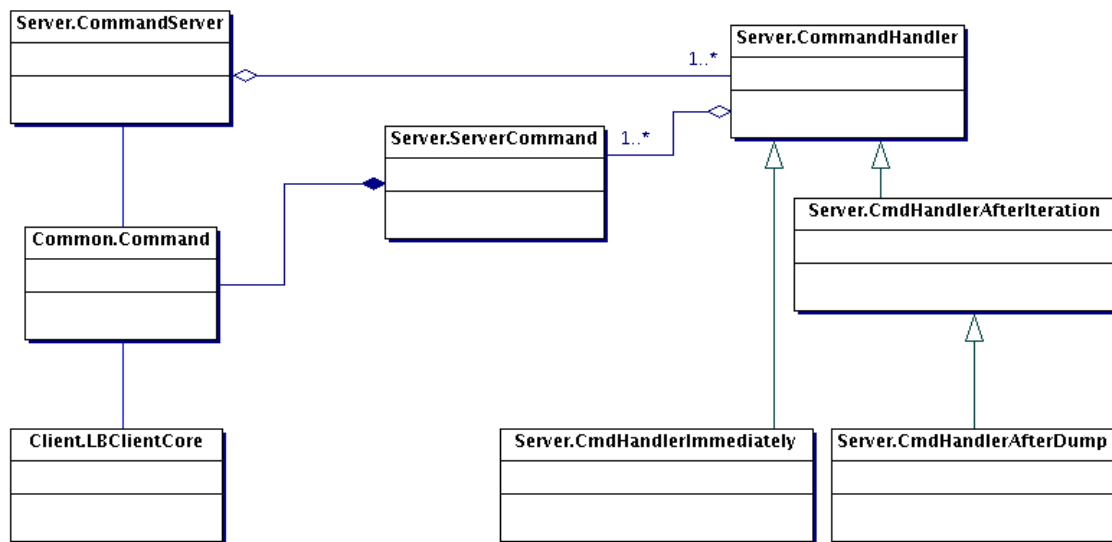 Server.CommandServer
Server.CommandHandler
1..*
Server.ServerCommand
1..*
Server.CmdHandlerAfterIteration
Common.Command
Client.LBClientCore
Server.CmdHandlerImmediately
Server.CmdHandlerAfterDump